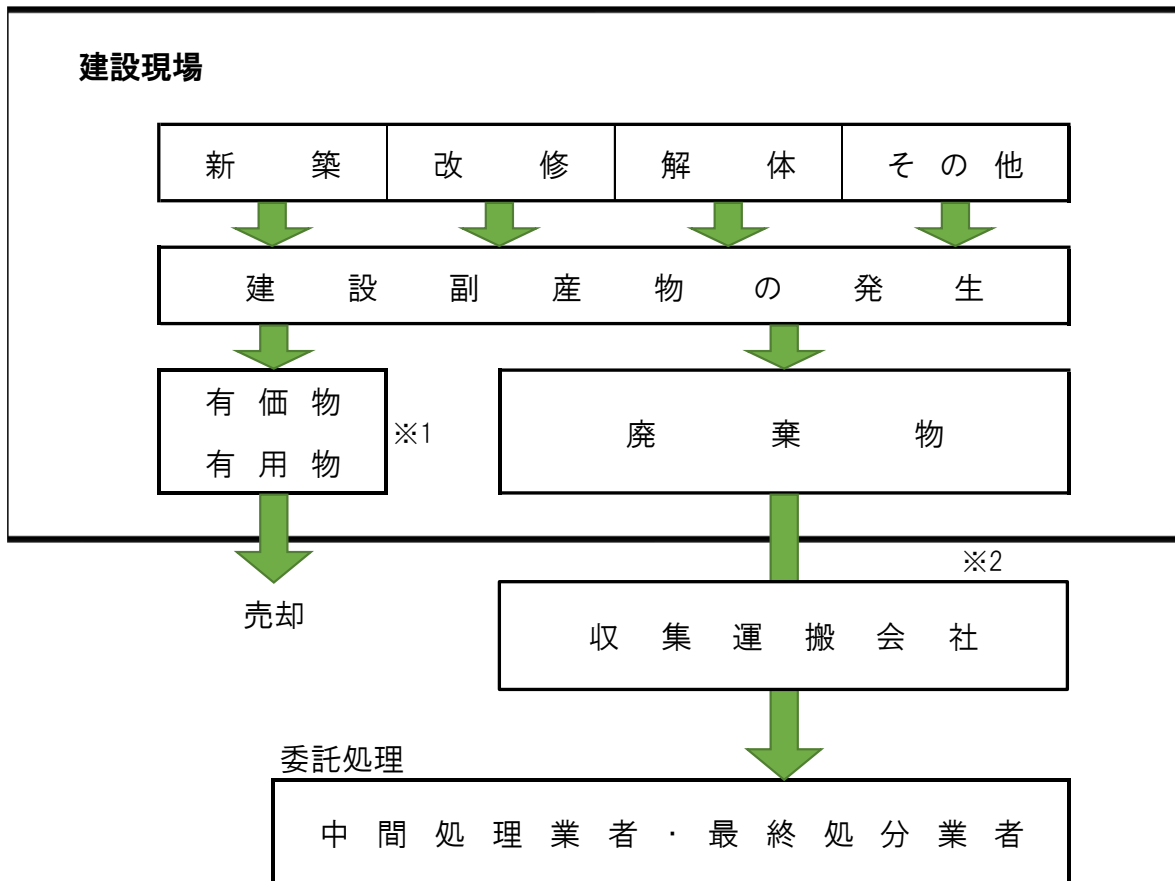 建設現場
新築 改修 解体 その他
建設副産物の発生
有価物
有用物
※1
廃棄物
※2
売却
収集運搬会社
委託処理
中間処理業者・最終処分業者